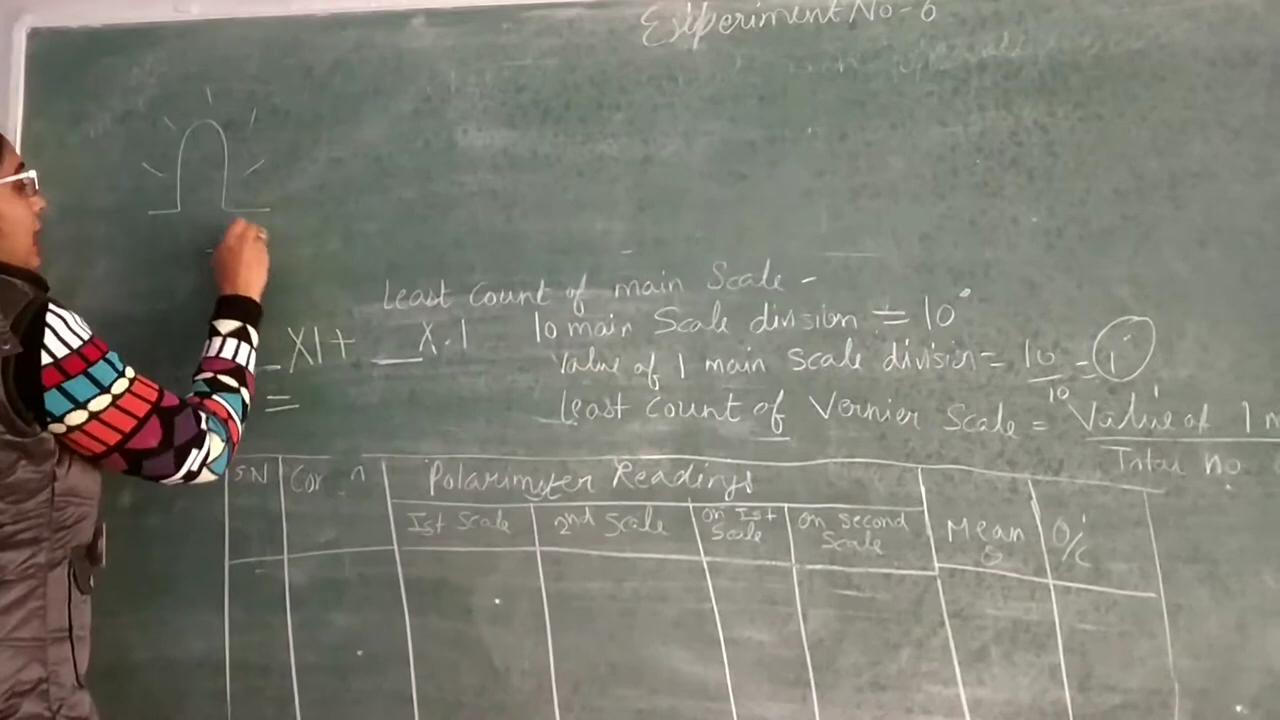 Experiment No-6
Least Count of main Scale -
_ X1+ _ X.1
10 main Scale division = 10°
Value of 1 main scale division = 10/10 = 1°
=
Least count of Vernier Scale = Value of 1 m
Total no
SN
Polarimeter Readings
Ist Scale
2nd Scale
on Ist Scale
on second Scale
Mean θ
θ/c